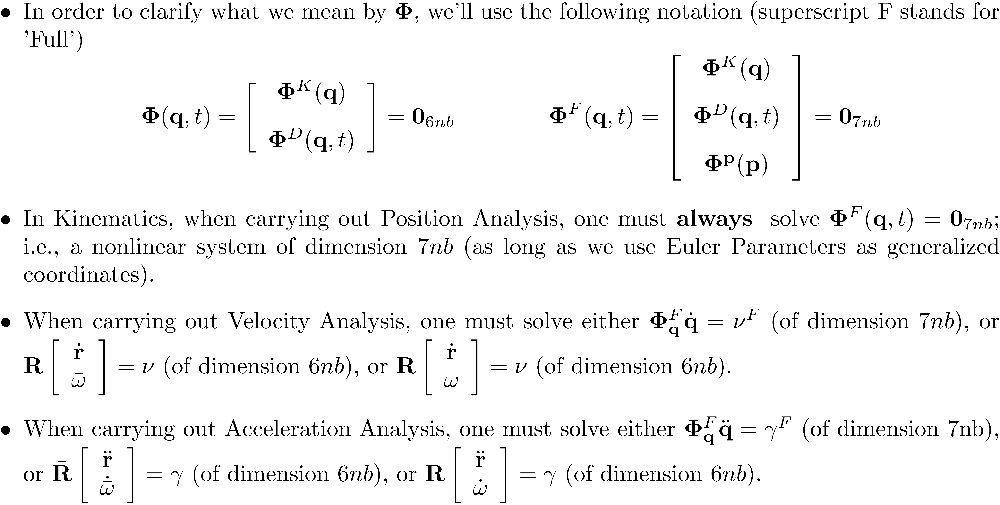 • In order to clarify what we mean by 𝚽, we'll use the following notation (superscript F stands for
'Full')
$\mathbf{\Phi}(\mathbf{q}, t) = \begin{bmatrix} \mathbf{\Phi}^K(\mathbf{q}) \\ \mathbf{\Phi}^D(\mathbf{q}, t) \end{bmatrix} = \mathbf{0}_{6nb}$ $\mathbf{\Phi}^F(\mathbf{q}, t) = \begin{bmatrix} \mathbf{\Phi}^K(\mathbf{q}) \\ \mathbf{\Phi}^D(\mathbf{q}, t) \\ \mathbf{\Phi}^{\mathbf{p}}(\mathbf{p}) \end{bmatrix} = \mathbf{0}_{7nb}$
• In Kinematics, when carrying out Position Analysis, one must always solve $\mathbf{\Phi}^F(\mathbf{q}, t) = \mathbf{0}_{7nb}$;
i.e., a nonlinear system of dimension $7nb$ (as long as we use Euler Parameters as generalized
coordinates).
• When carrying out Velocity Analysis, one must solve either $\mathbf{\Phi}^F_{\mathbf{q}} \dot{\mathbf{q}} = \nu^F$ (of dimension $7nb$), or
$\bar{\mathbf{R}} \begin{bmatrix} \dot{\mathbf{r}} \\ \bar{\omega} \end{bmatrix} = \nu$ (of dimension $6nb$), or $\mathbf{R} \begin{bmatrix} \dot{\mathbf{r}} \\ \omega \end{bmatrix} = \nu$ (of dimension $6nb$).
• When carrying out Acceleration Analysis, one must solve either $\mathbf{\Phi}^F_{\mathbf{q}} \ddot{\mathbf{q}} = \gamma^F$ (of dimension 7nb),
or $\bar{\mathbf{R}} \begin{bmatrix} \ddot{\mathbf{r}} \\ \dot{\bar{\omega}} \end{bmatrix} = \gamma$ (of dimension $6nb$), or $\mathbf{R} \begin{bmatrix} \ddot{\mathbf{r}} \\ \dot{\omega} \end{bmatrix} = \gamma$ (of dimension $6nb$).